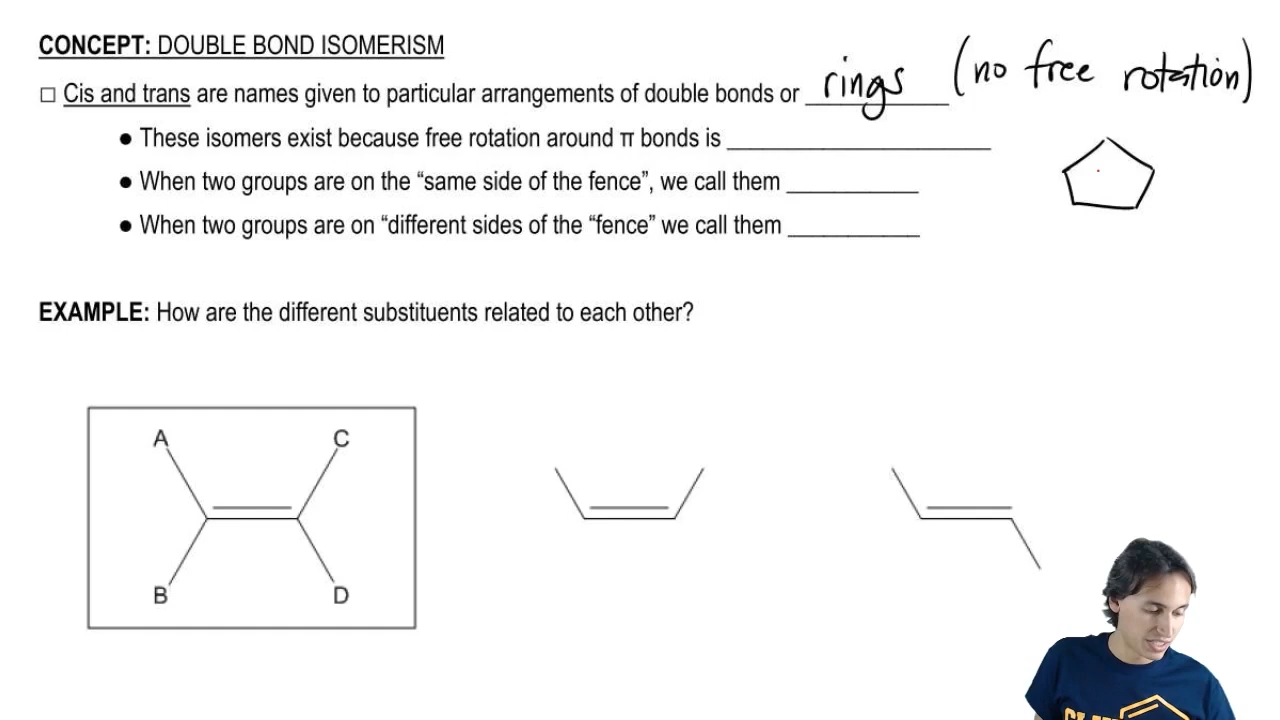 CONCEPT: DOUBLE BOND ISOMERISM
□ Cis and trans are names given to particular arrangements of double bonds or rings (no free rotation)
● These isomers exist because free rotation around π bonds is ____________________
● When two groups are on the “same side of the fence”, we call them __________
● When two groups are on “different sides of the “fence” we call them __________
EXAMPLE: How are the different substituents related to each other?
A C
B D